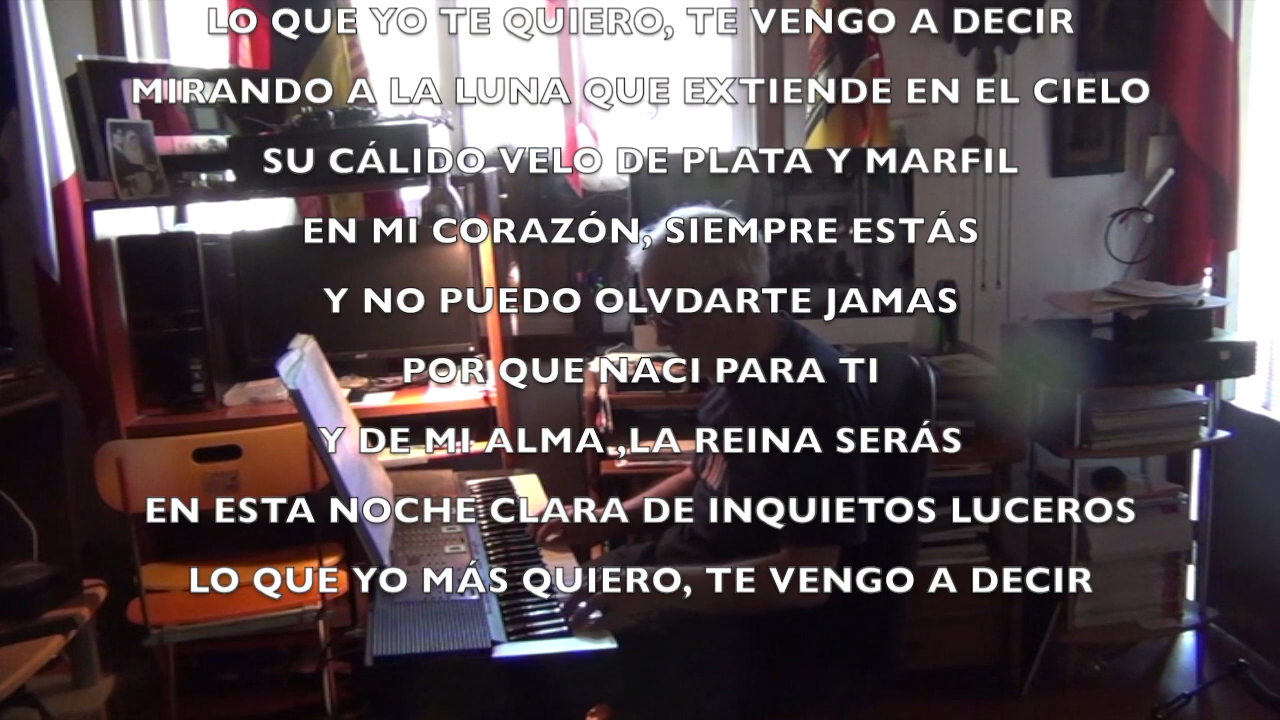 LO QUE YO TE QUIERO, TE VENGO A DECIR
MIRANDO A LA LUNA QUE EXTIENDE EN EL CIELO
SU CÁLIDO VELO DE PLATA Y MARFIL
EN MI CORAZÓN, SIEMPRE ESTÁS
Y NO PUEDO OLVDARTE JAMAS
POR QUE NACI PARA TI
Y DE MI ALMA ,LA REINA SERÁS
EN ESTA NOCHE CLARA DE INQUIETOS LUCEROS
LO QUE YO MÁS QUIERO, TE VENGO A DECIR